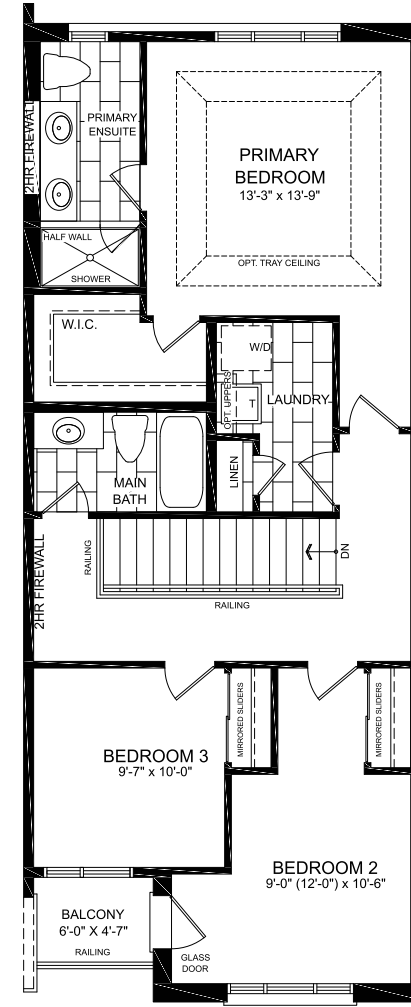 PRIMARY
ENSUITE
2HR FIREWALL
PRIMARY
BEDROOM
13'-3" x 13'-9"
HALF WALL
SHOWER
OPT. TRAY CEILING
W.I.C.
W/D
OPT. UPPERS
T
LAUNDRY
LINEN
MAIN
BATH
2HR FIREWALL
RAILING
DN
RAILING
MIRRORED SLIDERS
MIRRORED SLIDERS
BEDROOM 3
9'-7" x 10'-0"
BEDROOM 2
9'-0" (12'-0") x 10'-6"
BALCONY
6'-0" X 4'-7"
RAILING
GLASS
DOOR